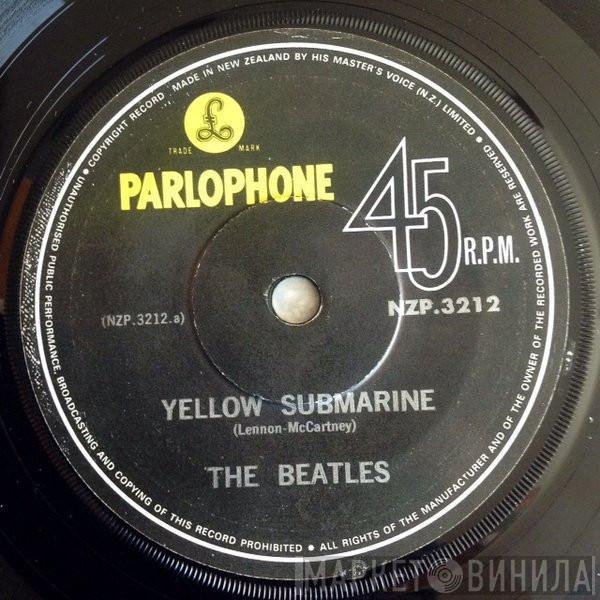 COPYRIGHT RECORD MADE IN NEW ZEALAND BY HIS MASTER'S VOICE (N.Z.) LIMITED • ALL RIGHTS OF THE MANUFACTURER AND OF THE OWNER OF THE RECORDED WORK ARE RESERVED • UNAUTHORISED PUBLIC PERFORMANCE, BROADCASTING AND COPYING OF THIS RECORD PROHIBITED •
£
TRADE MARK
PARLOPHONE
45 R.P.M.
NZP.3212
(NZP.3212.a)
YELLOW SUBMARINE
(Lennon-McCartney)
THE BEATLES
МАРКЕТ ВИНИЛА